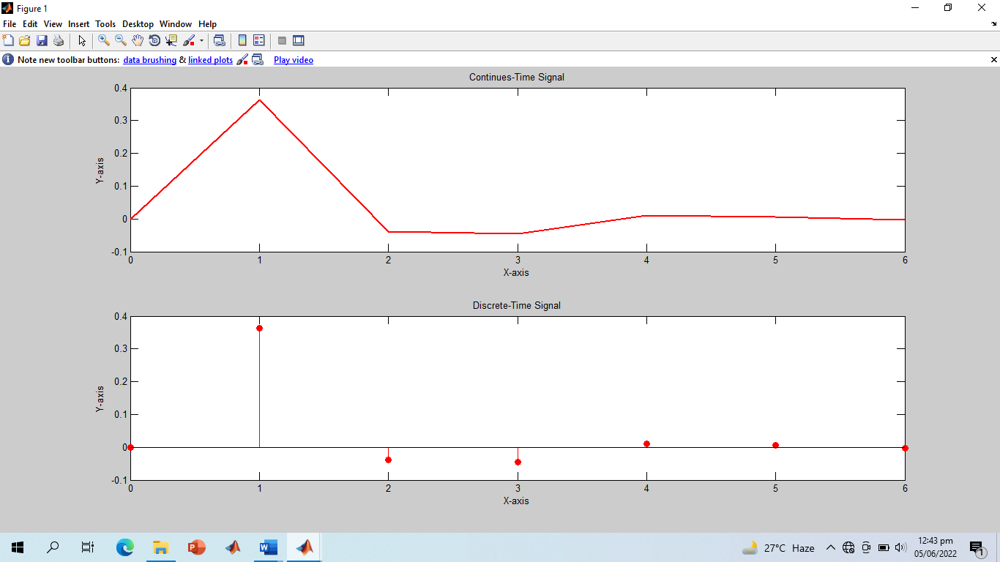 Figure 1
File Edit View Insert Tools Desktop Window Help
Note new toolbar buttons: data brushing & linked plots Play video
Continues-Time Signal
0.4
0.3
0.2
0.1
0
-0.1
Y-axis
0 1 2 3 4 5 6
X-axis
Discrete-Time Signal
0.4
0.3
0.2
0.1
0
-0.1
Y-axis
0 1 2 3 4 5 6
X-axis
27°C Haze
12:43 pm
05/06/2022
1